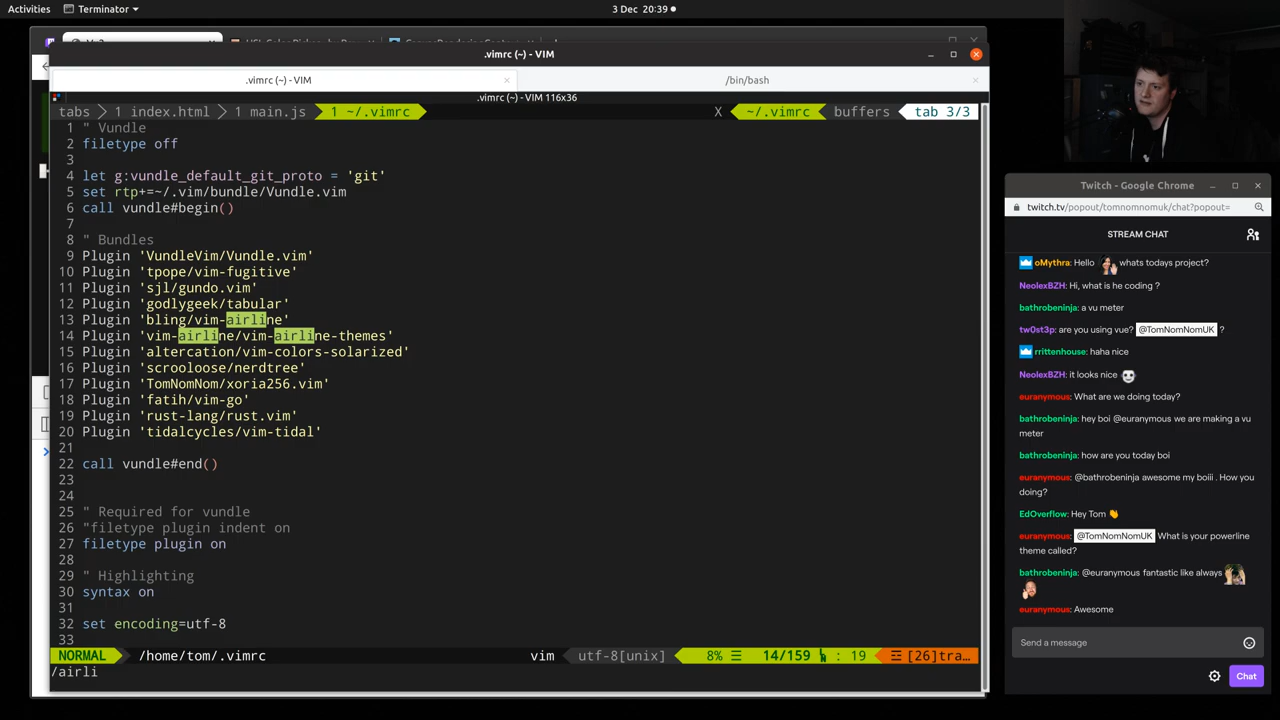 Activities
Terminator
3 Dec 20:39
.vimrc (~) - VIM
.vimrc (~) - VIM
/bin/bash
.vimrc (~) - VIM 116x36
tabs 1 index.html 1 main.js 1 ~/.vimrc X ~/.vimrc buffers tab 3/3
1 " Vundle
2 filetype off
3
4 let g:vundle_default_git_proto = 'git'
5 set rtp+=~/.vim/bundle/Vundle.vim
6 call vundle#begin()
7
8 " Bundles
9 Plugin 'VundleVim/Vundle.vim'
10 Plugin 'tpope/vim-fugitive'
11 Plugin 'sjl/gundo.vim'
12 Plugin 'godlygeek/tabular'
13 Plugin 'bling/vim-airline'
14 Plugin 'vim-airline/vim-airline-themes'
15 Plugin 'altercation/vim-colors-solarized'
16 Plugin 'scrooloose/nerdtree'
17 Plugin 'TomNomNom/xoria256.vim'
18 Plugin 'fatih/vim-go'
19 Plugin 'rust-lang/rust.vim'
20 Plugin 'tidalcycles/vim-tidal'
21
22 call vundle#end()
23
24
25 " Required for vundle
26 "filetype plugin indent on
27 filetype plugin on
28
29 " Highlighting
30 syntax on
31
32 set encoding=utf-8
33
NORMAL /home/tom/.vimrc vim utf-8[unix] 8% ☰ 14/159 : 19 ☲ [26]tra…
/airli
Twitch - Google Chrome
twitch.tv/popout/tomnomnomuk/chat?popout=
STREAM CHAT
oMythra: Hello whats todays project?
NeolexBZH: Hi, what is he coding ?
bathrobeninja: a vu meter
tw0st3p: are you using vue? @TomNomNomUK ?
rrittenhouse: haha nice
NeolexBZH: it looks nice
euranymous: What are we doing today?
bathrobeninja: hey boi @euranymous we are making a vu
meter
bathrobeninja: how are you today boi
euranymous: @bathrobeninja awesome my boiii . How you
doing?
EdOverflow: Hey Tom 👏
euranymous: @TomNomNomUK What is your powerline
theme called?
bathrobeninja: @euranymous fantastic like always
euranymous: Awesome
Send a message
Chat